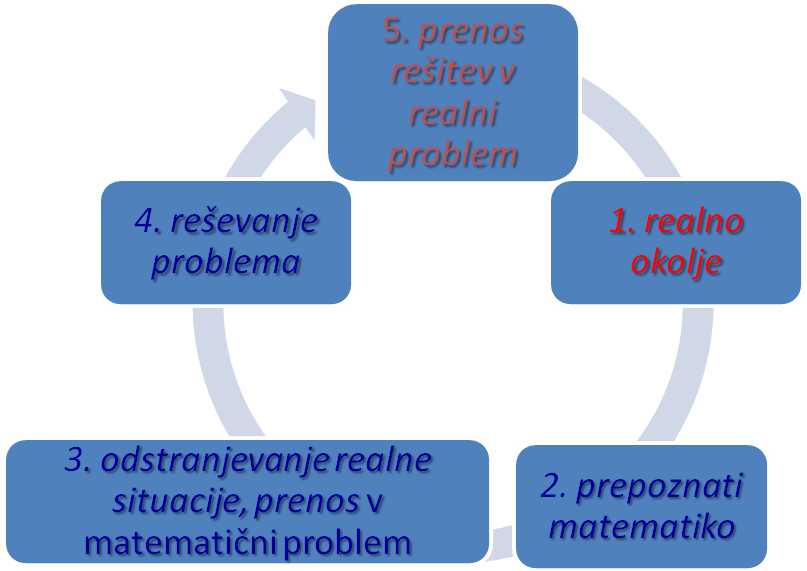 5. prenos
rešitev v
realni
problem
1. realno
okolje
2. prepoznati
matematiko
3. odstranjevanje realne
situacije, prenos v
matematični problem
4. reševanje
problema